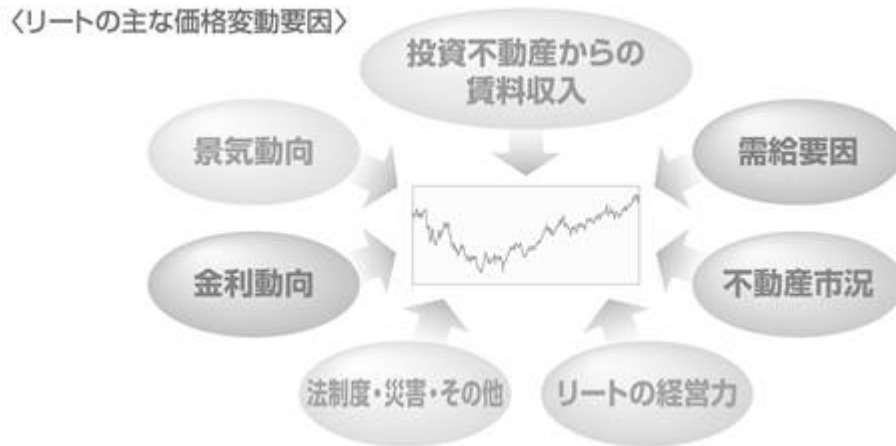 〈リートの主な価格変動要因〉
投資不動産からの
賃料収入
景気動向
需給要因
金利動向
不動産市況
法制度・災害・その他
リートの経営力